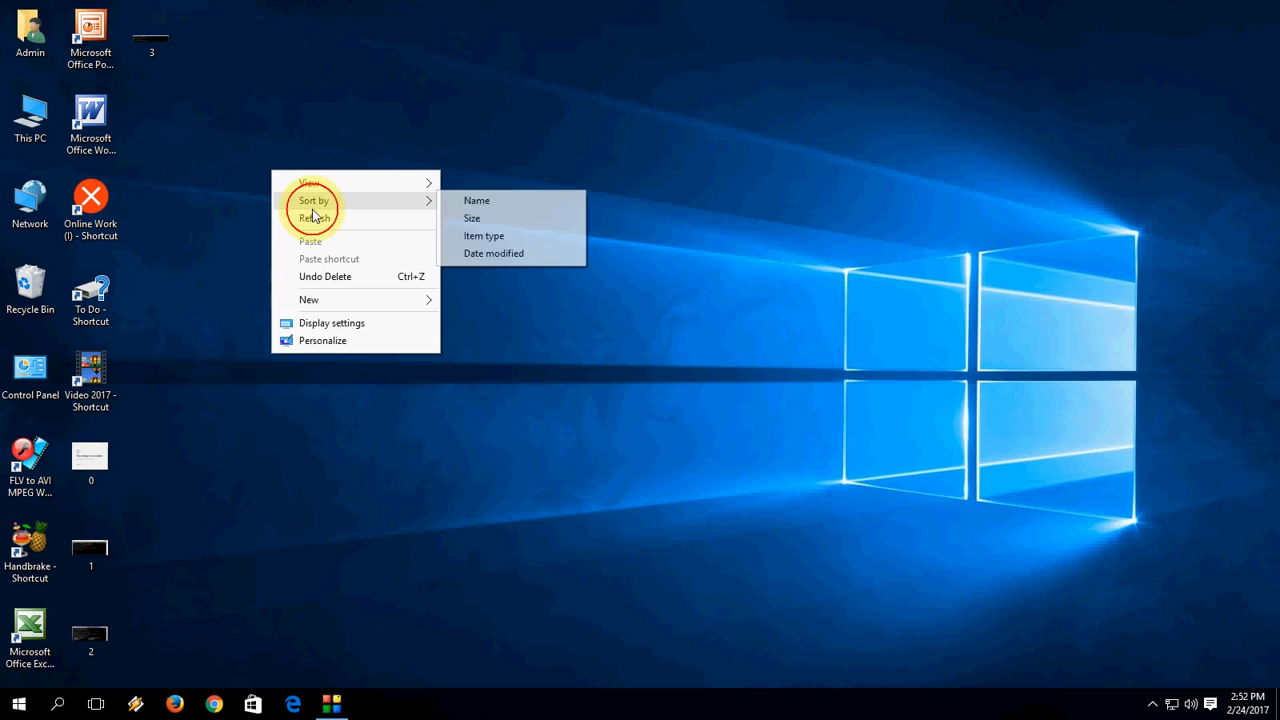 Admin
Microsoft
Office Po...
3
This PC
Microsoft
Office Wo...
Network
Online Work
(I) - Shortcut
Recycle Bin
To Do -
Shortcut
Control Panel
Video 2017 -
Shortcut
FLV to AVI
MPEG W...
0
Handbrake -
Shortcut
1
Microsoft
Office Exc...
2
View
Sort by
Refresh
Paste
Paste shortcut
Undo Delete Ctrl+Z
New
Display settings
Personalize
Name
Size
Item type
Date modified
2:52 PM
2/24/2017